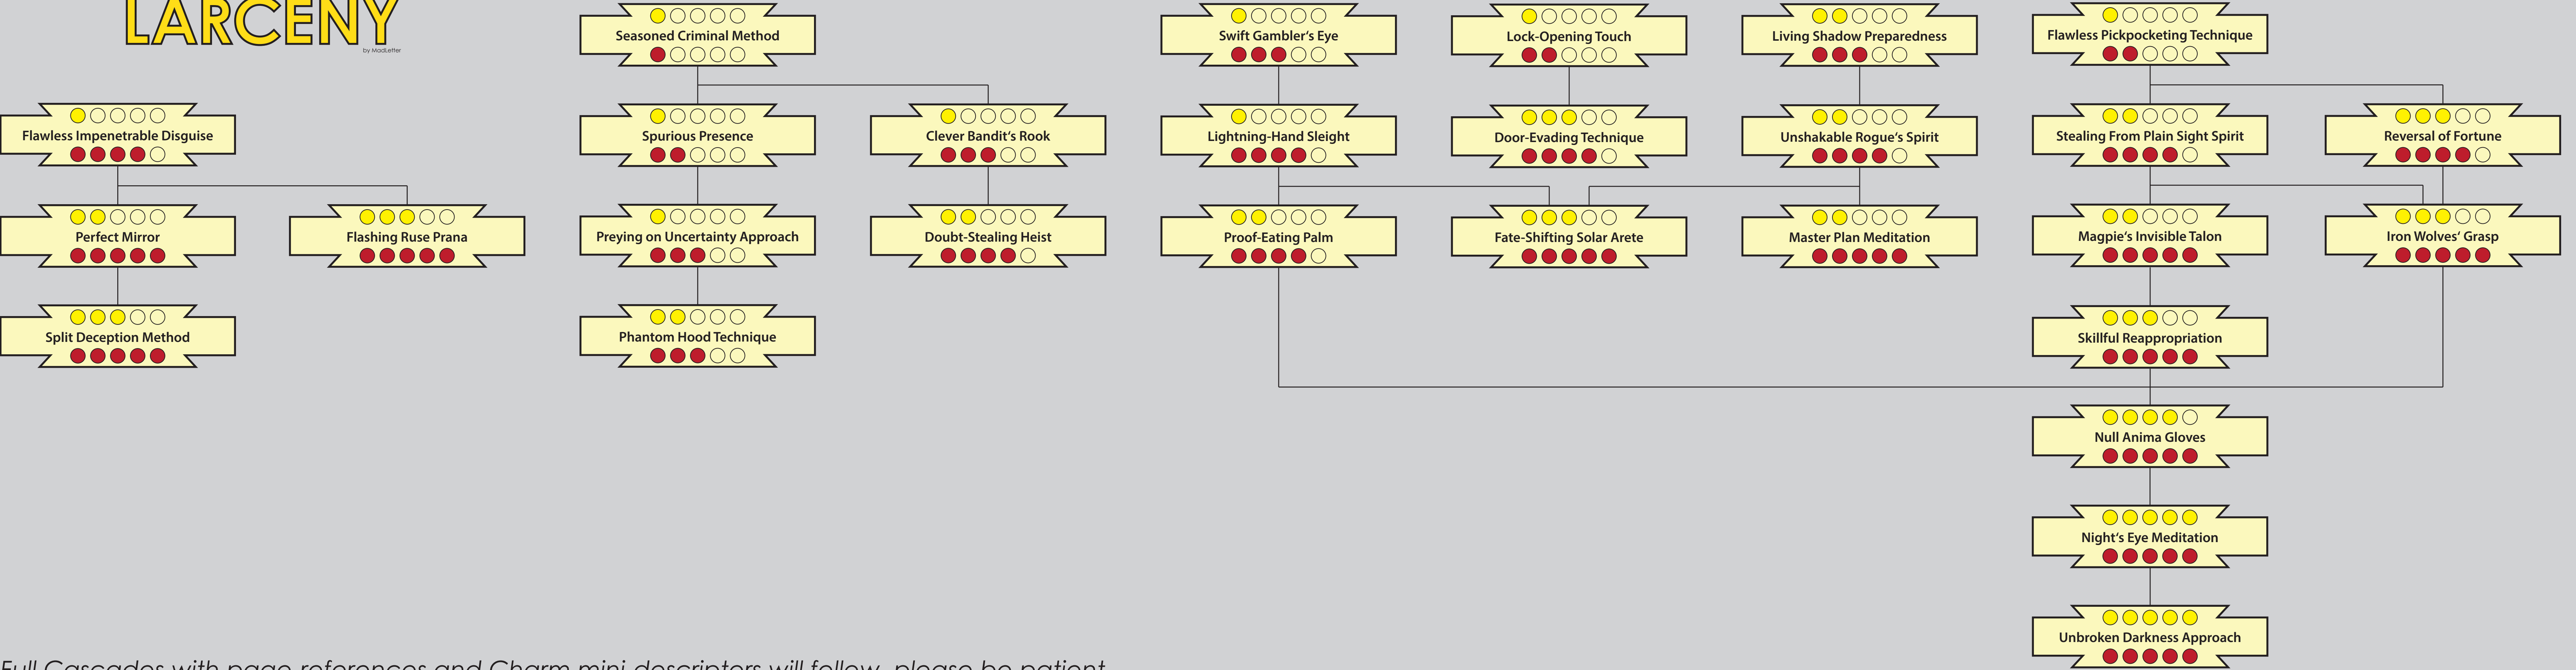 LARCENY
by MadLetter
Seasoned Criminal Method
Swift Gambler's Eye
Lock-Opening Touch
Living Shadow Preparedness
Flawless Pickpocketing Technique
Flawless Impenetrable Disguise
Spurious Presence
Clever Bandit's Rook
Lightning-Hand Sleight
Door-Evading Technique
Unshakable Rogue's Spirit
Stealing From Plain Sight Spirit
Reversal of Fortune
Perfect Mirror
Flashing Ruse Prana
Preying on Uncertainty Approach
Doubt-Stealing Heist
Proof-Eating Palm
Fate-Shifting Solar Arete
Master Plan Meditation
Magpie's Invisible Talon
Iron Wolves' Grasp
Split Deception Method
Phantom Hood Technique
Skillful Reappropriation
Null Anima Gloves
Night's Eye Meditation
Unbroken Darkness Approach
Full Cascades with page references and Charm mini-descriptors will follow, please be patient